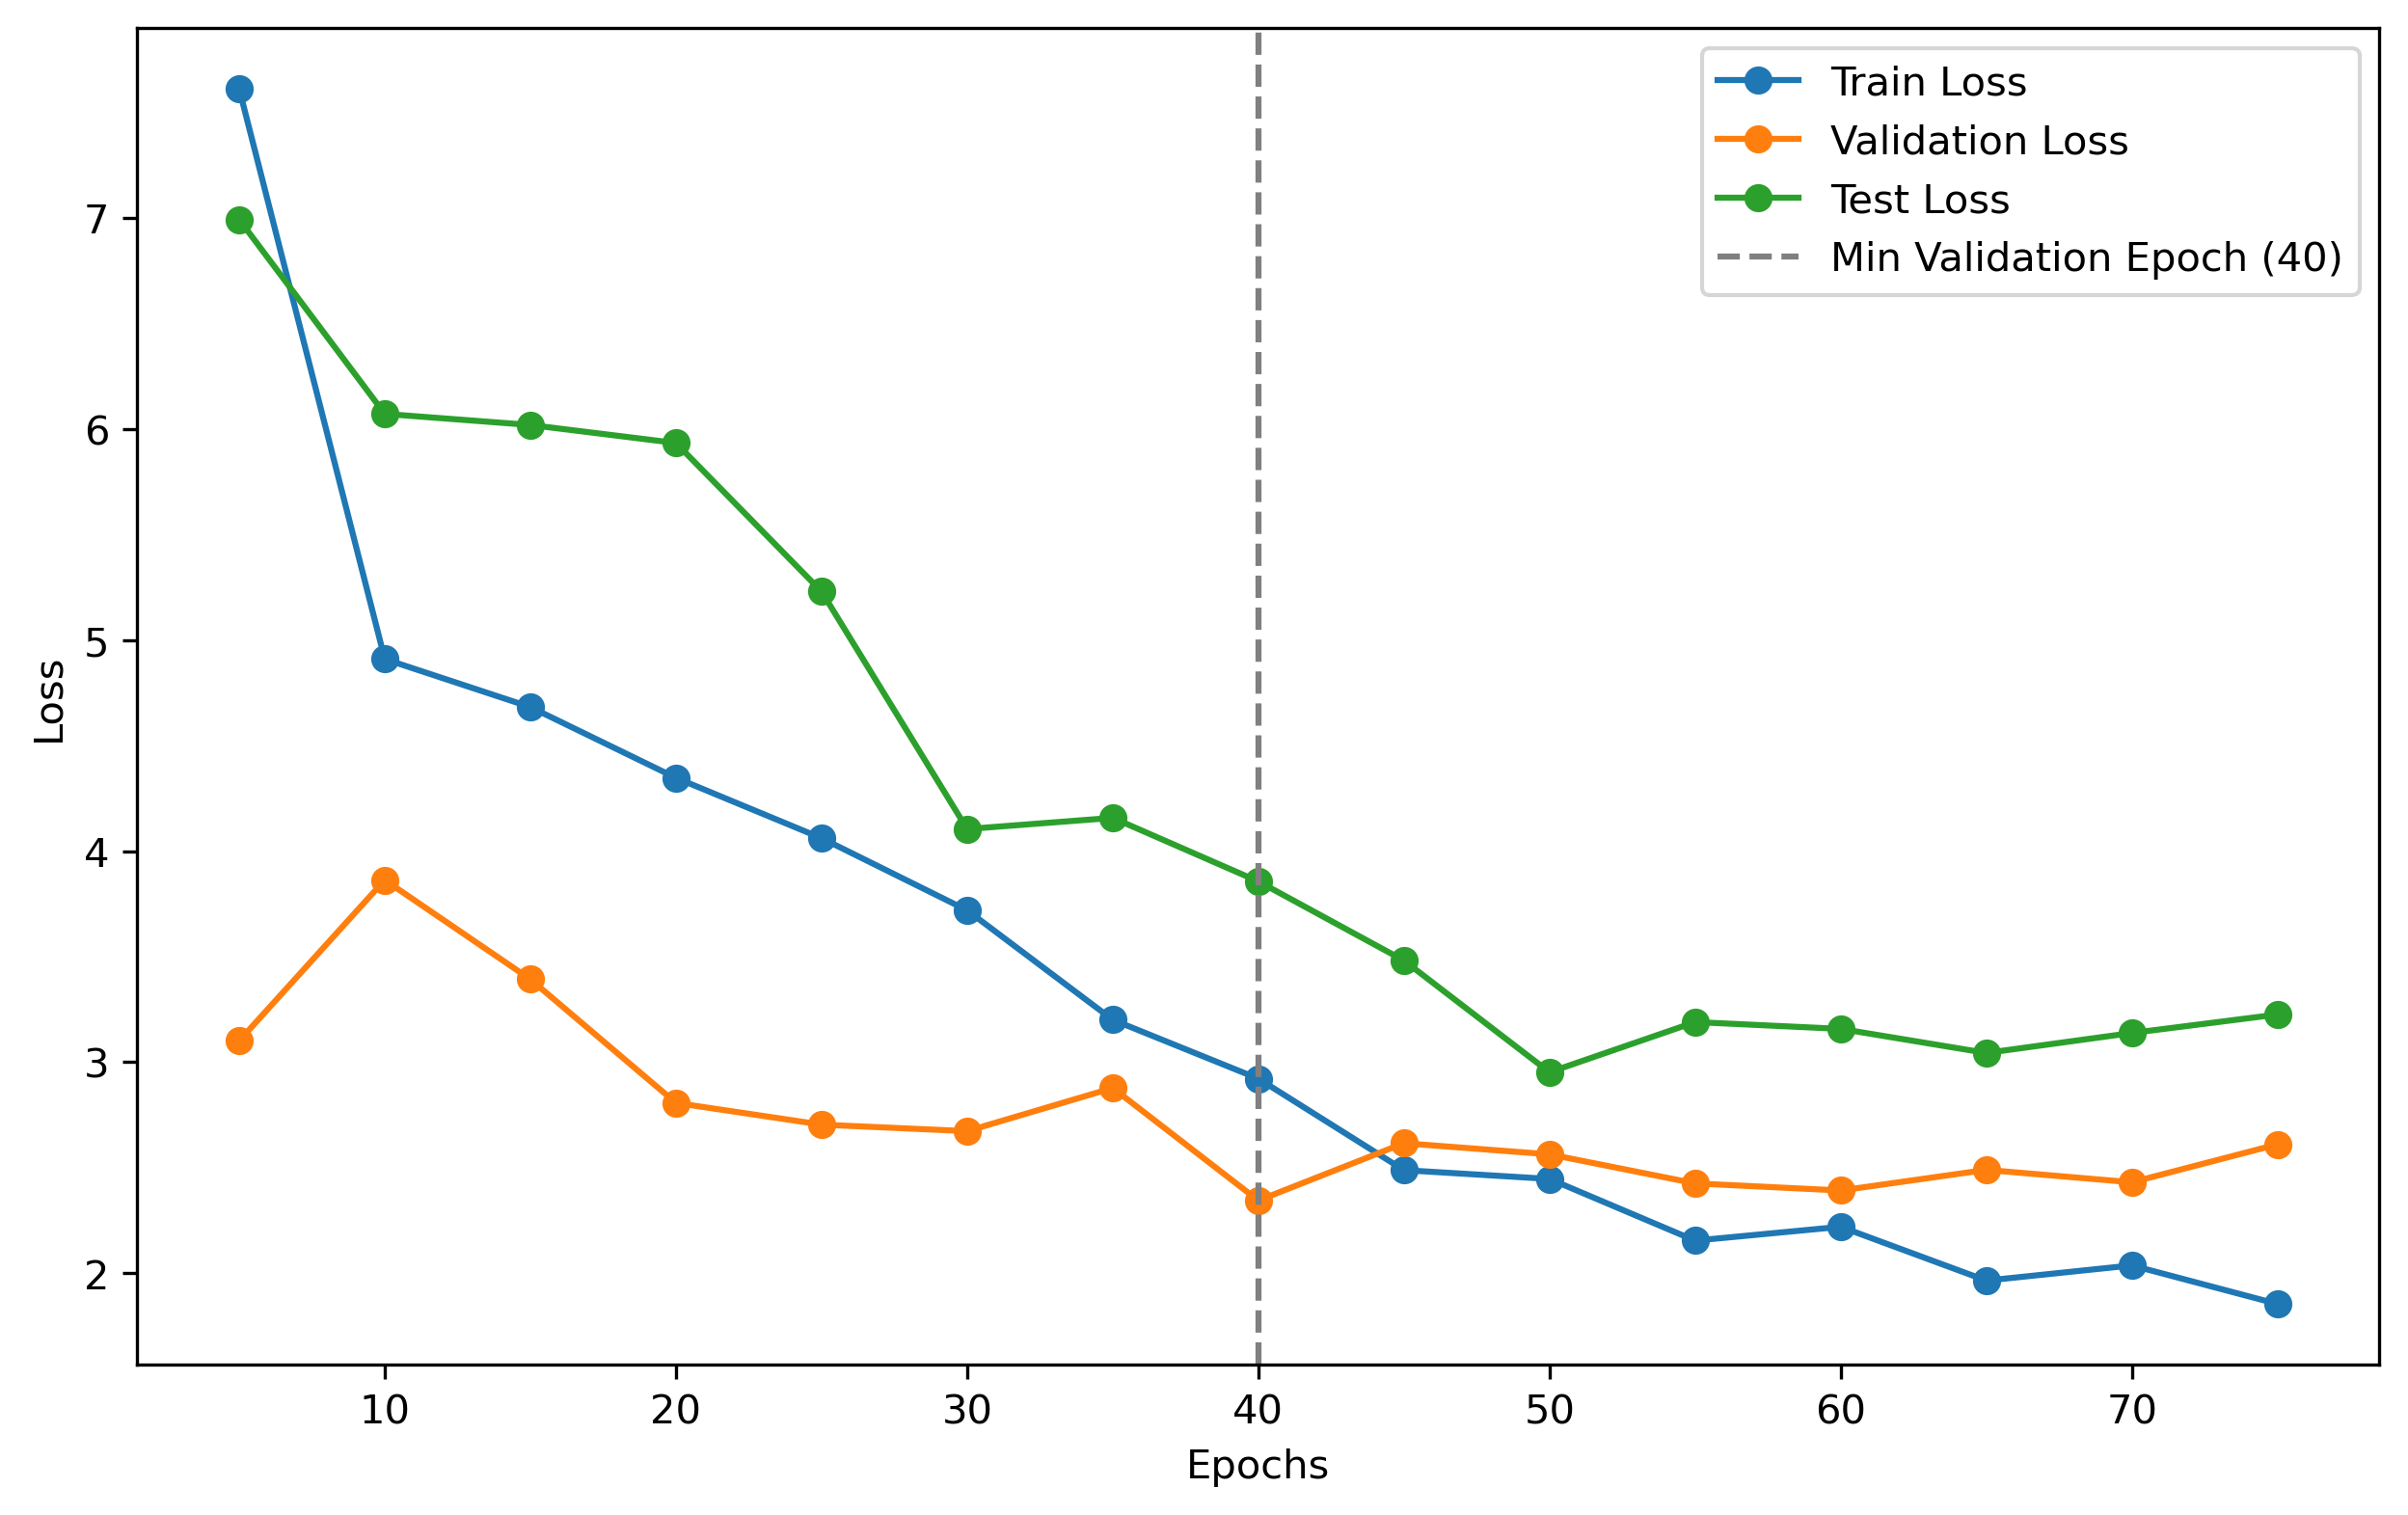 Train Loss
Validation Loss
Test Loss
Min Validation Epoch (40)
7
6
5
4
3
2
Loss
10 20 30 40 50 60 70
Epochs